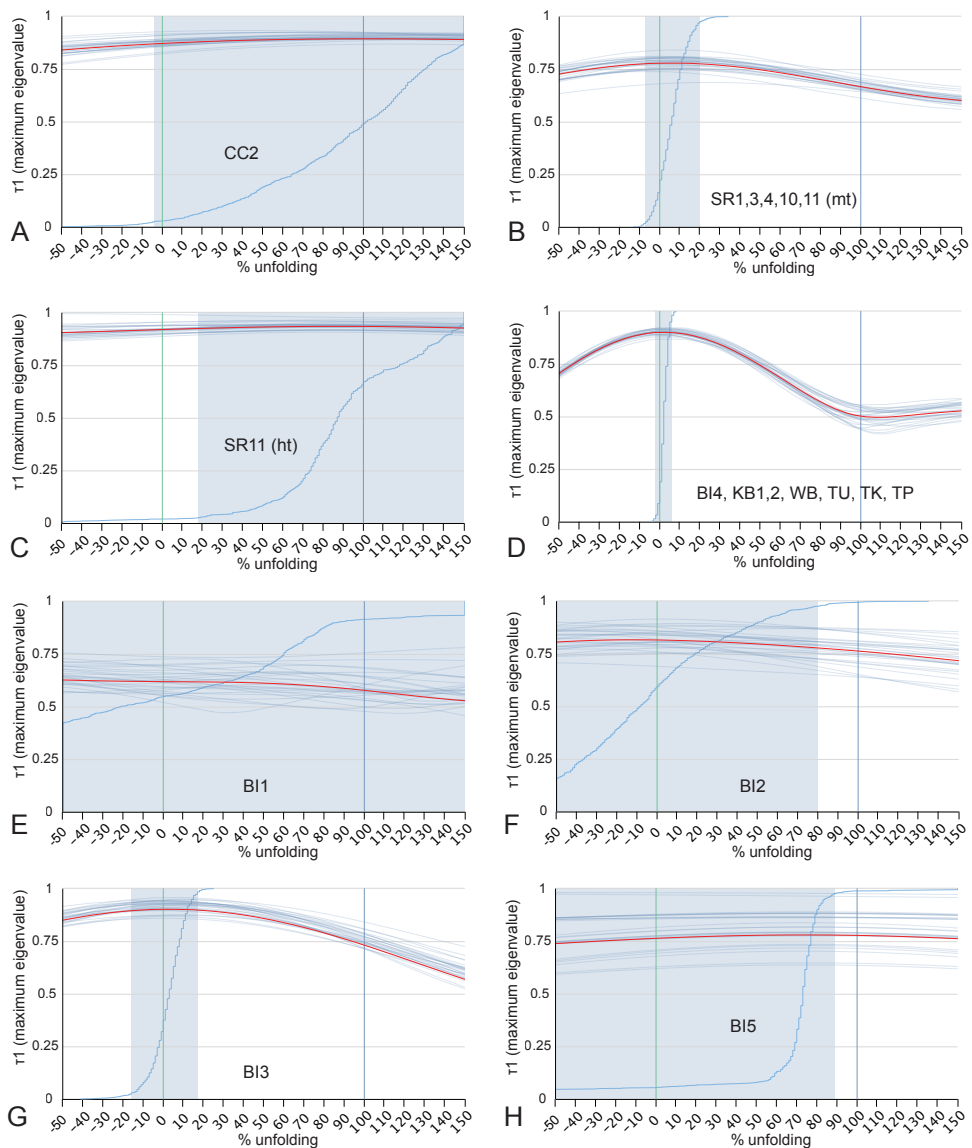 τ1 (maximum eigenvalue)
1
0.75
0.5
0.25
0
CC2
A
-50 -40 -30 -20 -10 0 10 20 30 40 50 60 70 80 90 100 110 120 130 140 150
% unfolding
τ1 (maximum eigenvalue)
1
0.75
0.5
0.25
0
SR1,3,4,10,11 (mt)
B
-50 -40 -30 -20 -10 0 10 20 30 40 50 60 70 80 90 100 110 120 130 140 150
% unfolding
τ1 (maximum eigenvalue)
1
0.75
0.5
0.25
0
SR11 (ht)
C
-50 -40 -30 -20 -10 0 10 20 30 40 50 60 70 80 90 100 110 120 130 140 150
% unfolding
τ1 (maximum eigenvalue)
1
0.75
0.5
0.25
0
BI4, KB1,2, WB, TU, TK, TP
D
-50 -40 -30 -20 -10 0 10 20 30 40 50 60 70 80 90 100 110 120 130 140 150
% unfolding
τ1 (maximum eigenvalue)
1
0.75
0.5
0.25
0
BI1
E
-50 -40 -30 -20 -10 0 10 20 30 40 50 60 70 80 90 100 110 120 130 140 150
% unfolding
τ1 (maximum eigenvalue)
1
0.75
0.5
0.25
0
BI2
F
-50 -40 -30 -20 -10 0 10 20 30 40 50 60 70 80 90 100 110 120 130 140 150
% unfolding
τ1 (maximum eigenvalue)
1
0.75
0.5
0.25
0
BI3
G
-50 -40 -30 -20 -10 0 10 20 30 40 50 60 70 80 90 100 110 120 130 140 150
% unfolding
τ1 (maximum eigenvalue)
1
0.75
0.5
0.25
0
BI5
H
-50 -40 -30 -20 -10 0 10 20 30 40 50 60 70 80 90 100 110 120 130 140 150
% unfolding